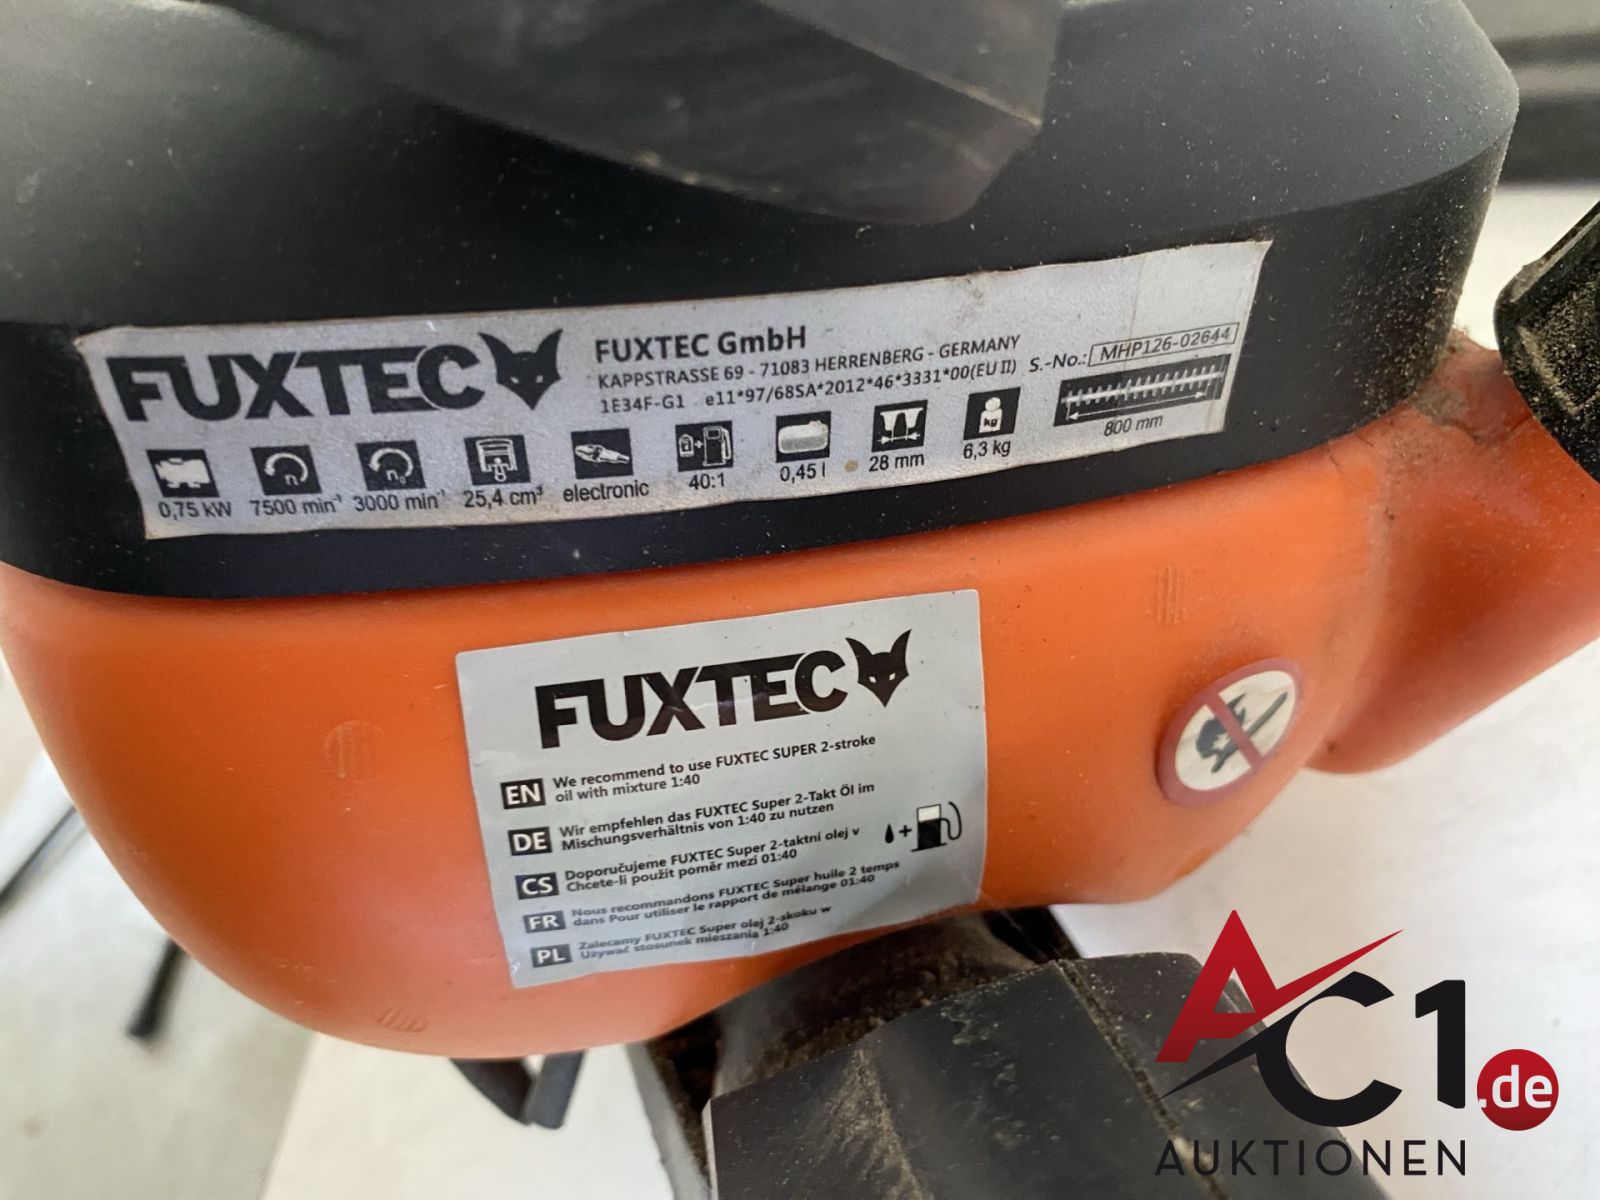 FUXTEC
FUXTEC GmbH
KAPPSTRASSE 69 - 71083 HERRENBERG - GERMANY
1E34F-G1 e11*97/68SA*2012*46*3331*00(EU II) S.-No.: MHP126-02644
n
n
kg
0,75 kW 7500 min-¹ 3000 min-¹ 25,4 cm³ electronic 40:1 0,45 l 28 mm 6,3 kg 800 mm
FUXTEC
EN We recommend to use FUXTEC SUPER 2-stroke
oil with mixture 1:40
DE Wir empfehlen das FUXTEC Super 2-Takt Öl im
Mischungsverhältnis von 1:40 zu nutzen
CS Doporučujeme FUXTEC Super 2-taktní olej v
Chcete-li použít poměr mezi 01:40
FR Nous recommandons FUXTEC Super huile 2 temps
dans Pour utiliser le rapport de mélange 01:40
PL Zalecamy FUXTEC Super olej 2-skoku w
Używać stosunek mieszania 1:40
AC1.de
AUKTIONEN